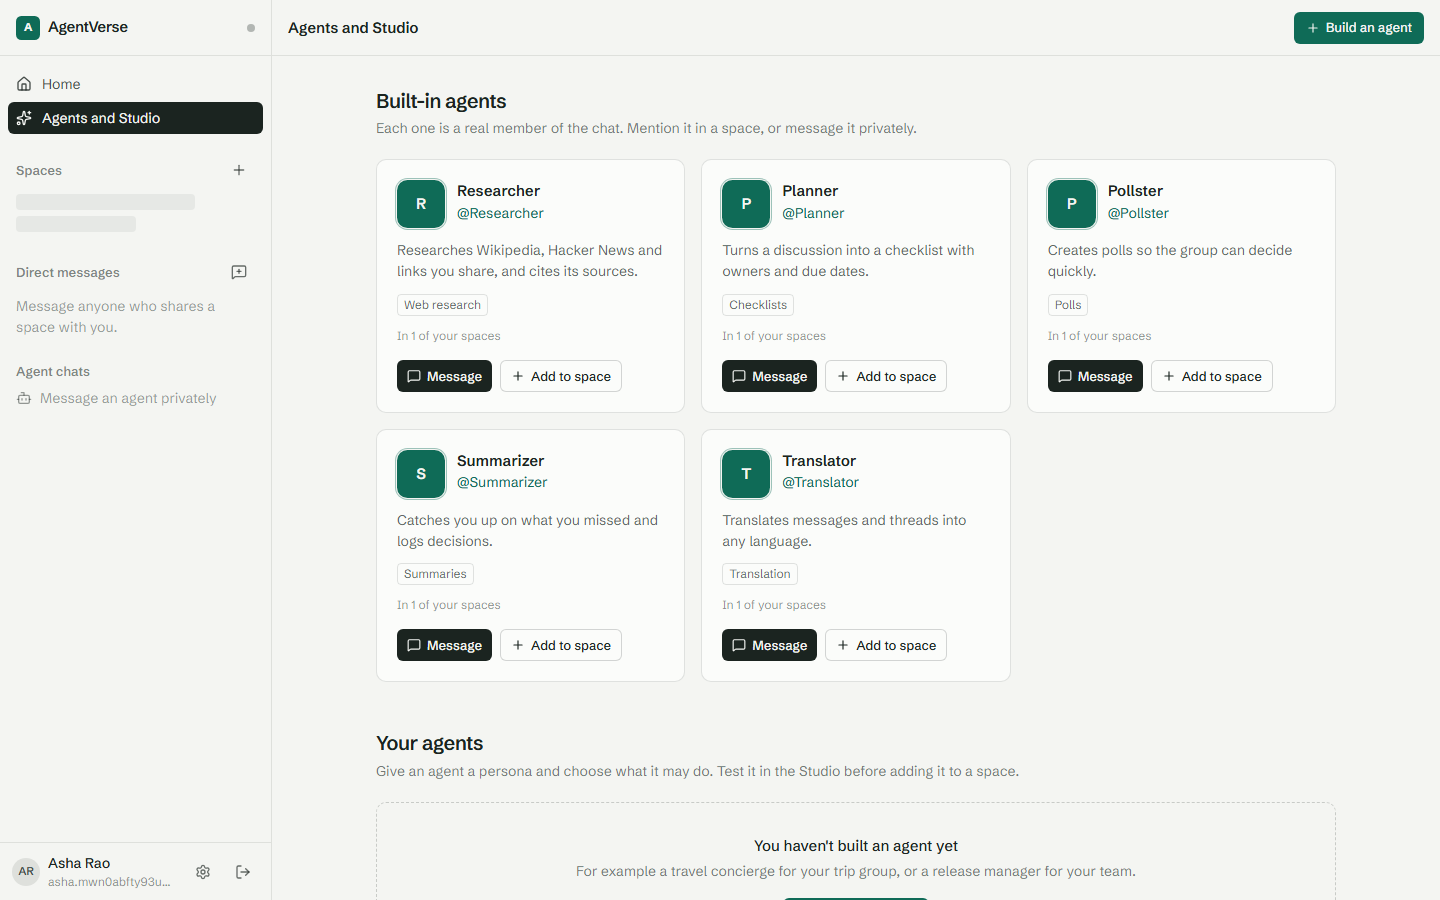 A AgentVerse
Home
Agents and Studio
Spaces
Direct messages
Message anyone who shares a
space with you.
Agent chats
Message an agent privately
AR
Asha Rao
asha.mwn0abfty93u...
Agents and Studio
Build an agent
Built-in agents
Each one is a real member of the chat. Mention it in a space, or message it privately.
R
Researcher
@Researcher
Researches Wikipedia, Hacker News and
links you share, and cites its sources.
Web research
In 1 of your spaces
Message
Add to space
P
Planner
@Planner
Turns a discussion into a checklist with
owners and due dates.
Checklists
In 1 of your spaces
Message
Add to space
P
Pollster
@Pollster
Creates polls so the group can decide
quickly.
Polls
In 1 of your spaces
Message
Add to space
S
Summarizer
@Summarizer
Catches you up on what you missed and
logs decisions.
Summaries
In 1 of your spaces
Message
Add to space
T
Translator
@Translator
Translates messages and threads into
any language.
Translation
In 1 of your spaces
Message
Add to space
Your agents
Give an agent a persona and choose what it may do. Test it in the Studio before adding it to a space.
You haven't built an agent yet
For example a travel concierge for your trip group, or a release manager for your team.